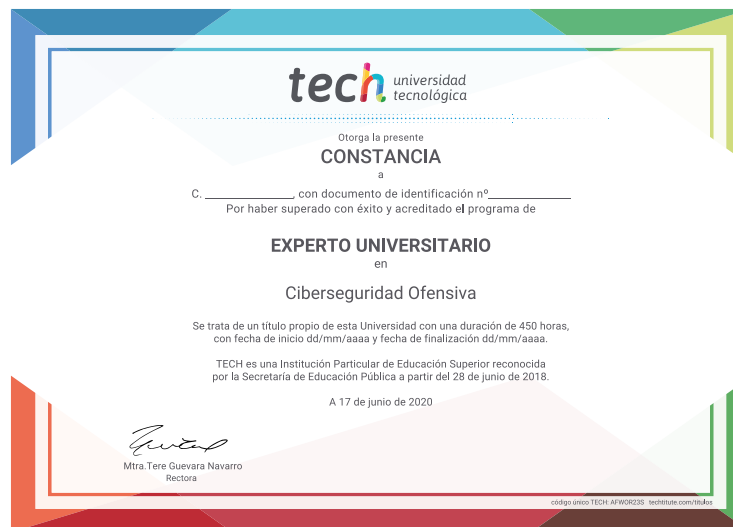 tech universidad
tecnológica
Otorga la presente
CONSTANCIA
a
C. ______________, con documento de identificación nº______________
Por haber superado con éxito y acreditado el programa de
EXPERTO UNIVERSITARIO
en
Ciberseguridad Ofensiva
Se trata de un título propio de esta Universidad con una duración de 450 horas,
con fecha de inicio dd/mm/aaaa y fecha de finalización dd/mm/aaaa.
TECH es una Institución Particular de Educación Superior reconocida
por la Secretaría de Educación Pública a partir del 28 de junio de 2018.
A 17 de junio de 2020
Mtra.Tere Guevara Navarro
Rectora
código único TECH: AFWOR23S techtitute.com/titulos